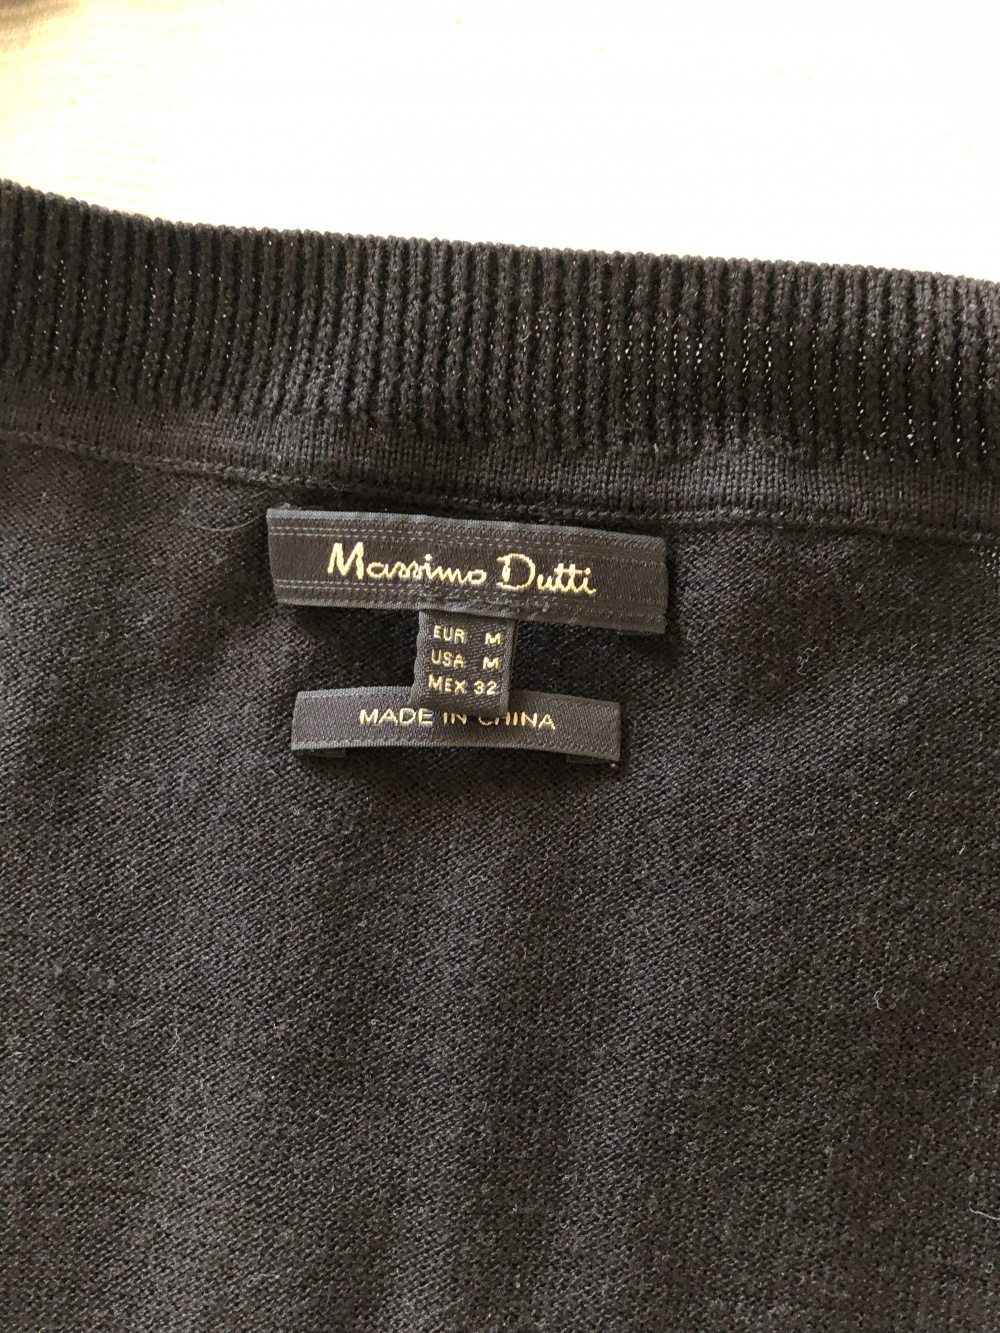 Massimo Dutti
EUR M
USA M
MEX 32
MADE IN CHINA